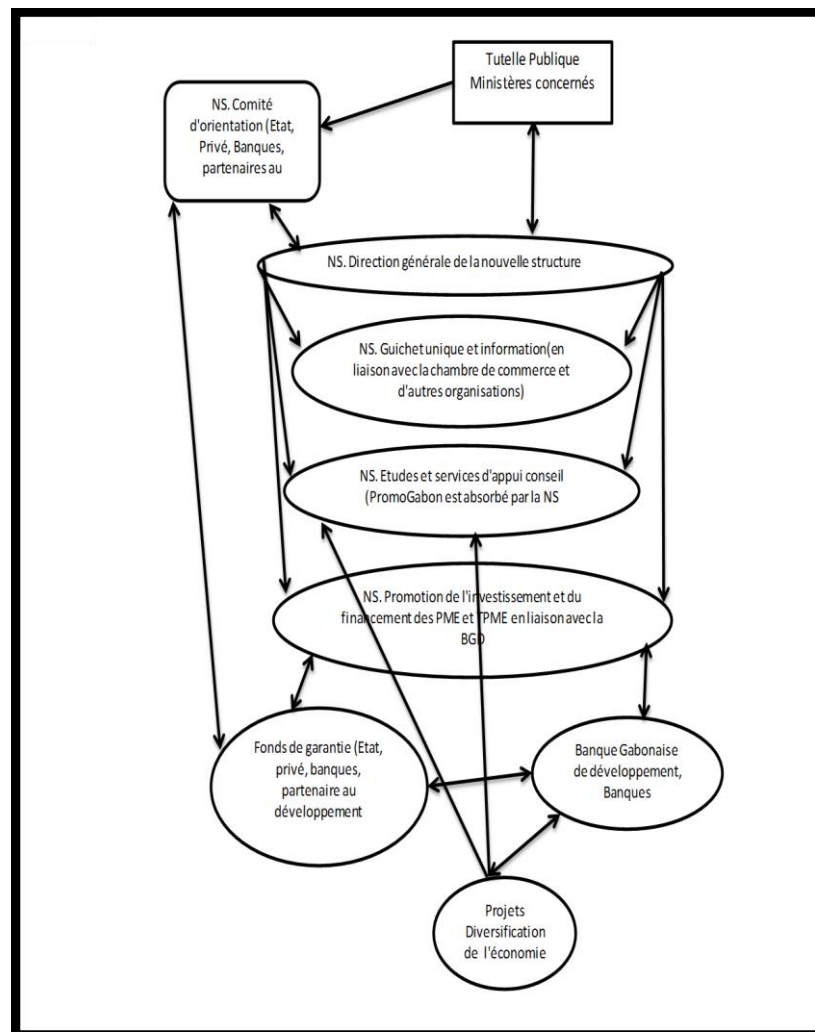 Tutelle Publique
Ministères concernés
NS. Comité
d'orientation (Etat,
Privé, Banques,
partenaires au
NS. Direction générale de la nouvelle structure
NS. Guichet unique et information(en
liaison avec la chambre de commerce et
d'autres organisations)
NS. Etudes et services d'appui conseil
(PromoGabon est absorbé par la NS
NS. Promotion de l'investissement et du
financement des PME et TPME en liaison avec la
BGD
Fonds de garantie (Etat,
privé, banques,
partenaire au
développement
Banque Gabonaise
de développement,
Banques
Projets
Diversification
de l'économie